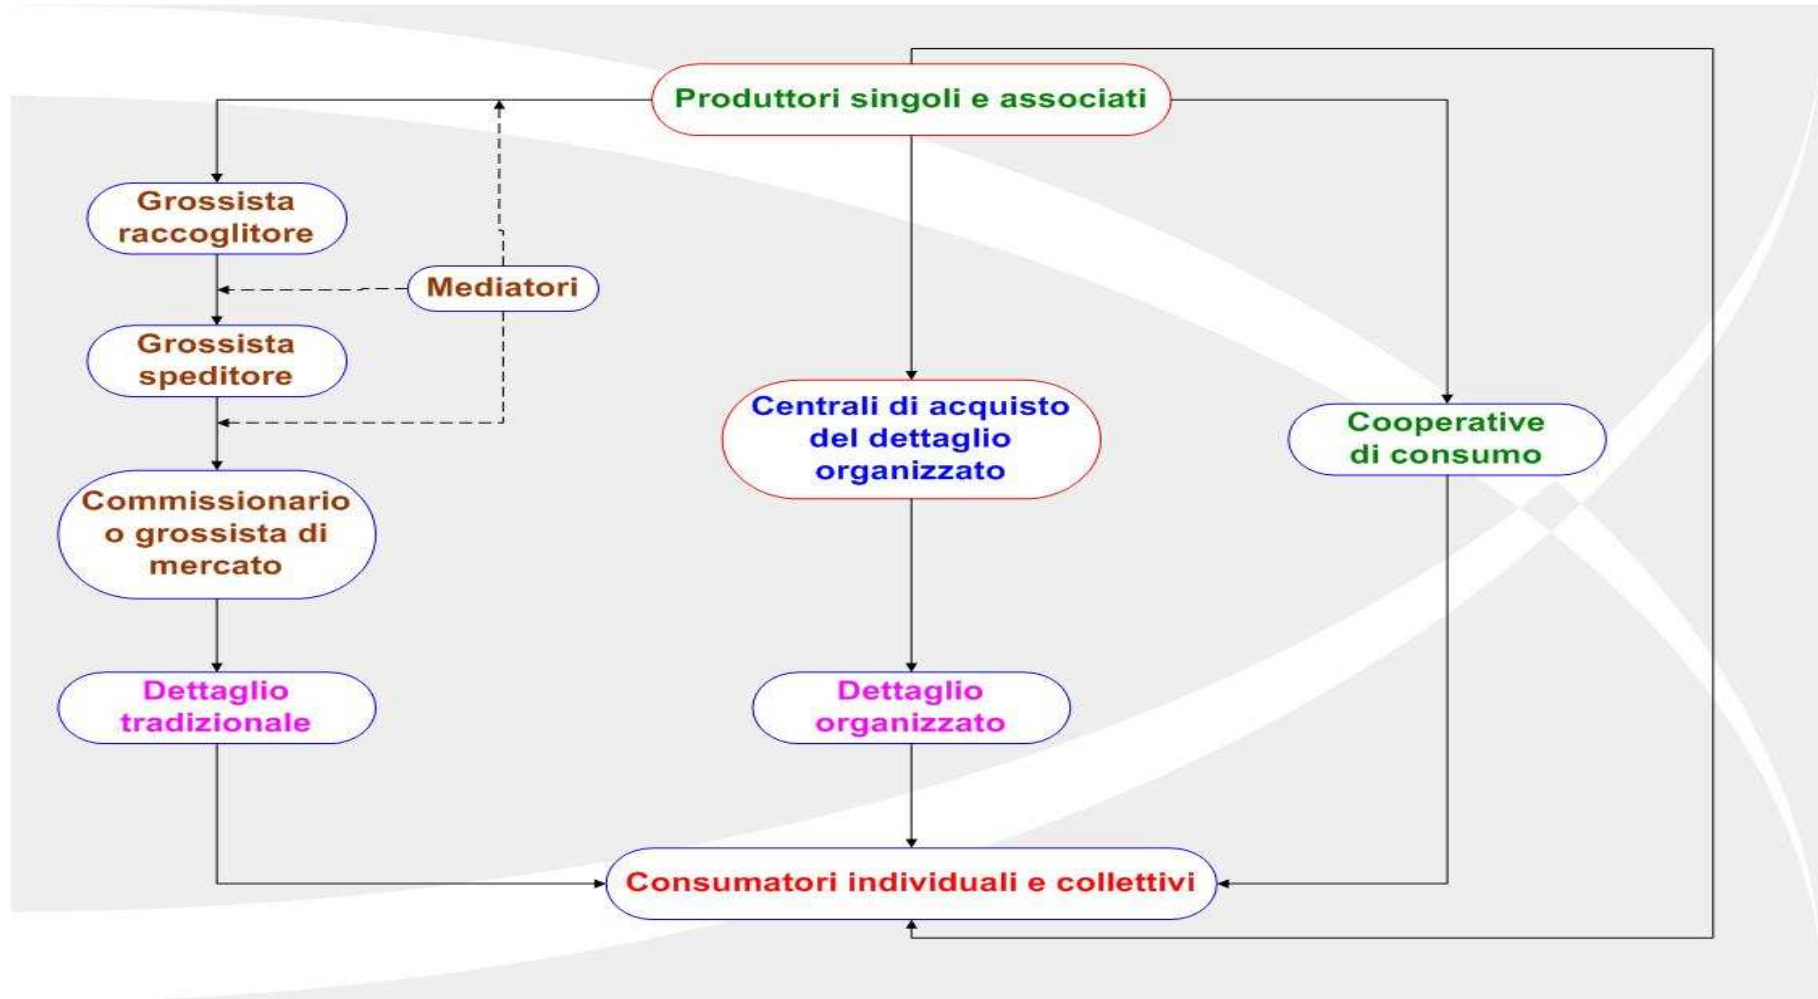 Produttori singoli e associati
Grossista
raccoglitore
Mediatori
Grossista
speditore
Centrali di acquisto
del dettaglio
organizzato
Cooperative
di consumo
Commissionario
o grossista di
mercato
Dettaglio
tradizionale
Dettaglio
organizzato
Consumatori individuali e collettivi